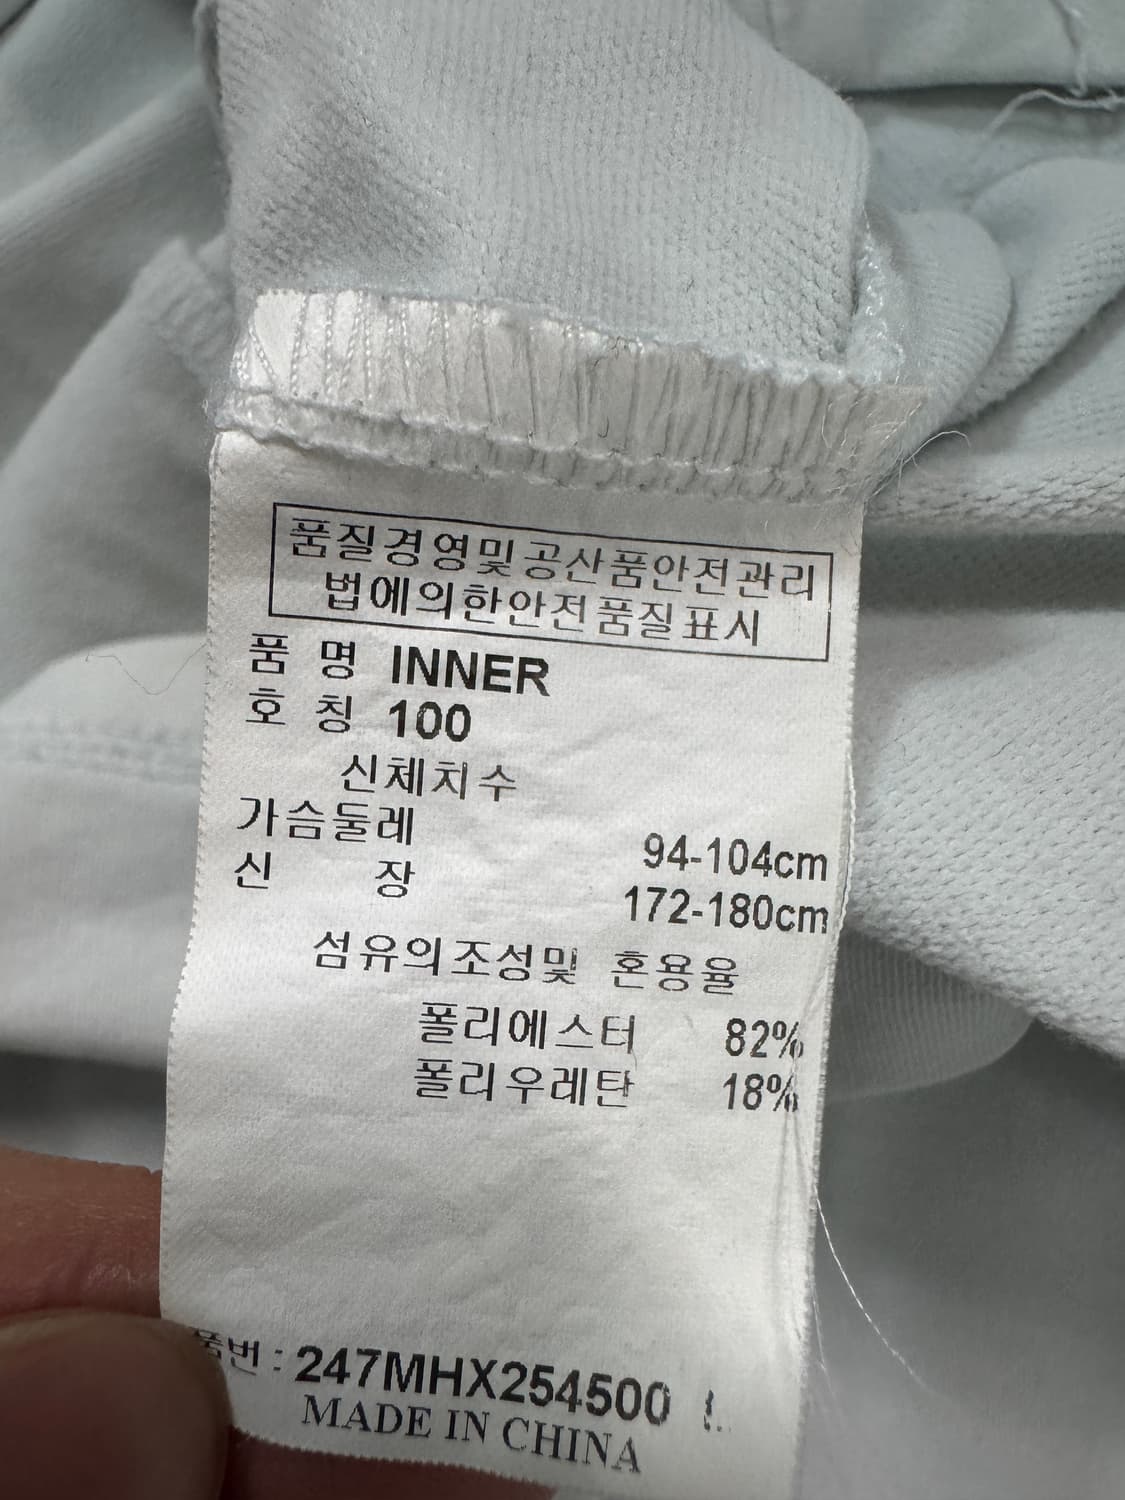 품질경영및공산품안전관리
법에의한안전품질표시
품 명 INNER
호 칭 100
신체치수
가슴둘레 94-104cm
신 장 172-180cm
섬유의조성및 혼용율
폴리에스터 82%
폴리우레탄 18%
품번 : 247MHX254500
MADE IN CHINA